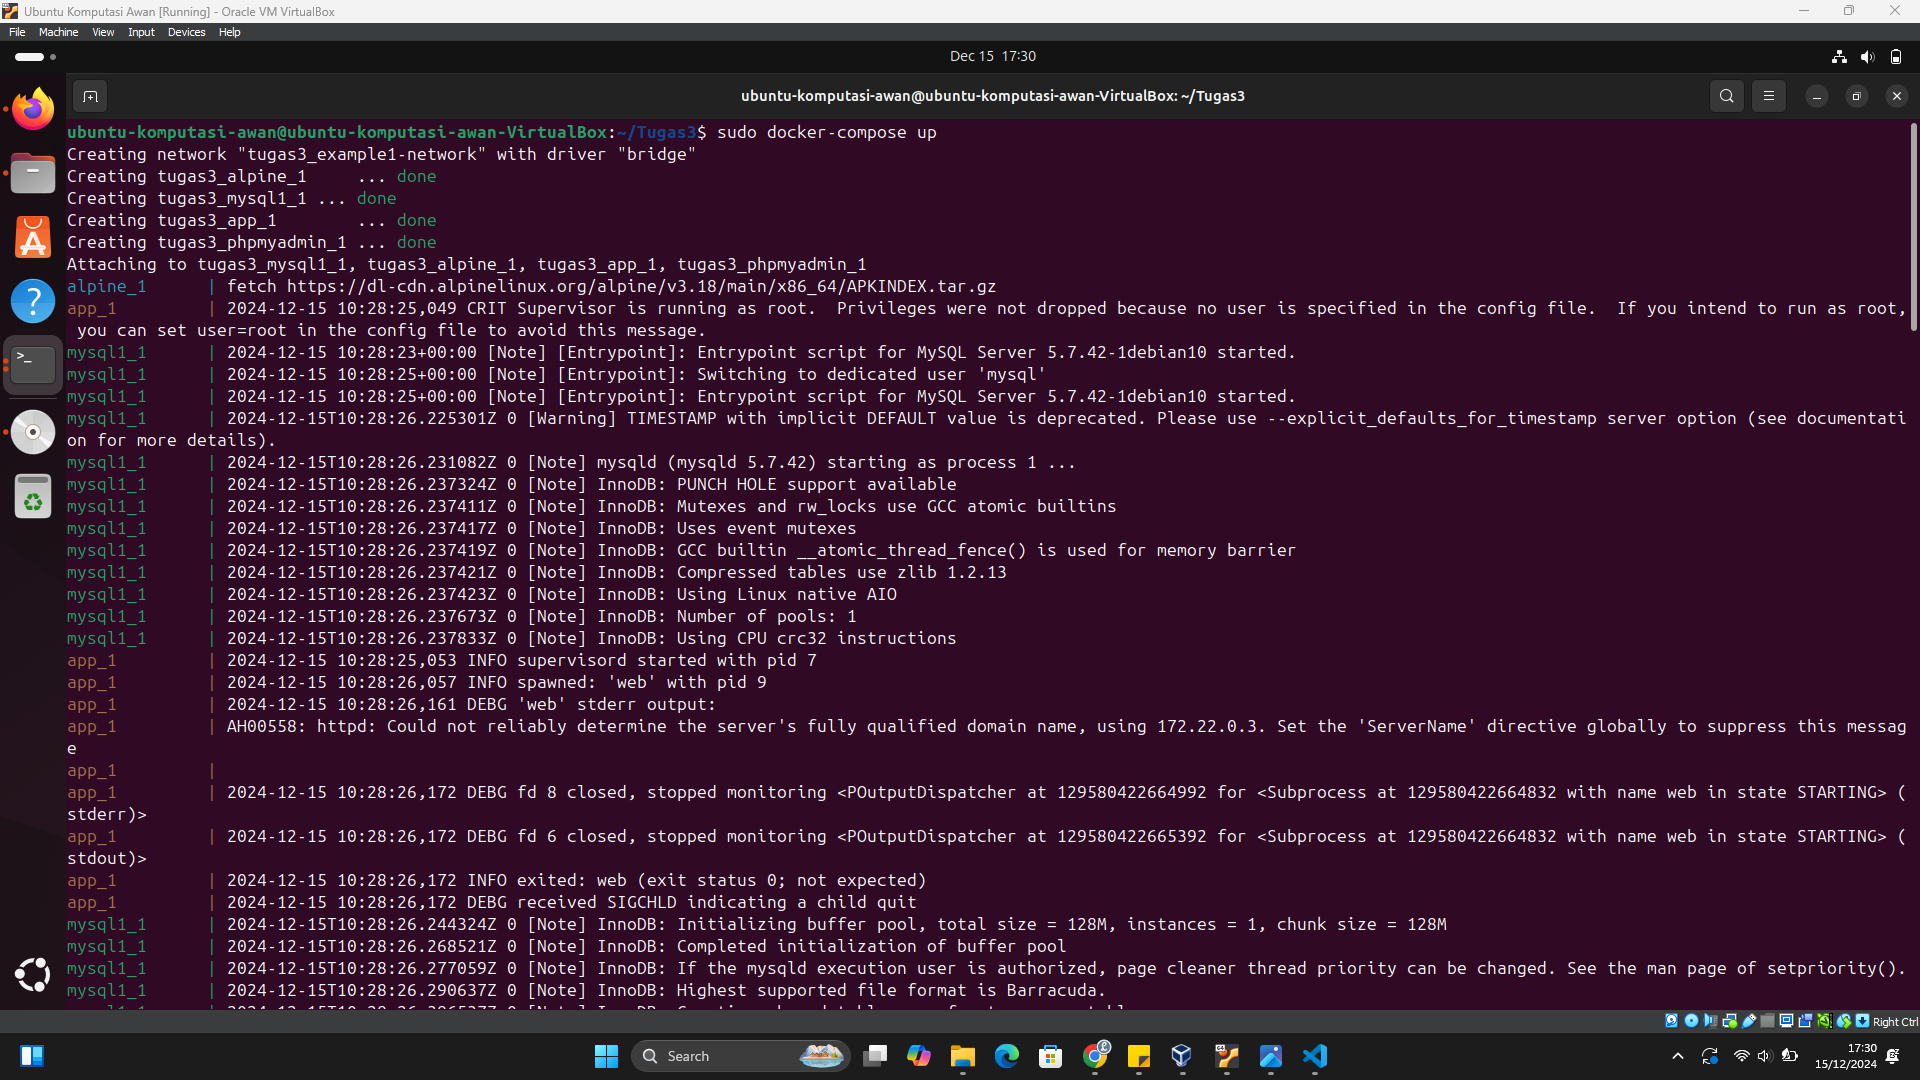 Ubuntu Komputasi Awan [Running] - Oracle VM VirtualBox
File Machine View Input Devices Help
Dec 15 17:30
ubuntu-komputasi-awan@ubuntu-komputasi-awan-VirtualBox: ~/Tugas3
ubuntu-komputasi-awan@ubuntu-komputasi-awan-VirtualBox:~/Tugas3$ sudo docker-compose up
Creating network "tugas3_example1-network" with driver "bridge"
Creating tugas3_alpine_1     ... done
Creating tugas3_mysql1_1 ... done
Creating tugas3_app_1        ... done
Creating tugas3_phpmyadmin_1 ... done
Attaching to tugas3_mysql1_1, tugas3_alpine_1, tugas3_app_1, tugas3_phpmyadmin_1
alpine_1      | fetch https://dl-cdn.alpinelinux.org/alpine/v3.18/main/x86_64/APKINDEX.tar.gz
app_1         | 2024-12-15 10:28:25,049 CRIT Supervisor is running as root.  Privileges were not dropped because no user is specified in the config file.  If you intend to run as root,
 you can set user=root in the config file to avoid this message.
mysql1_1      | 2024-12-15 10:28:23+00:00 [Note] [Entrypoint]: Entrypoint script for MySQL Server 5.7.42-1debian10 started.
mysql1_1      | 2024-12-15 10:28:25+00:00 [Note] [Entrypoint]: Switching to dedicated user 'mysql'
mysql1_1      | 2024-12-15 10:28:25+00:00 [Note] [Entrypoint]: Entrypoint script for MySQL Server 5.7.42-1debian10 started.
mysql1_1      | 2024-12-15T10:28:26.225301Z 0 [Warning] TIMESTAMP with implicit DEFAULT value is deprecated. Please use --explicit_defaults_for_timestamp server option (see documentati
on for more details).
mysql1_1      | 2024-12-15T10:28:26.231082Z 0 [Note] mysqld (mysqld 5.7.42) starting as process 1 ...
mysql1_1      | 2024-12-15T10:28:26.237324Z 0 [Note] InnoDB: PUNCH HOLE support available
mysql1_1      | 2024-12-15T10:28:26.237411Z 0 [Note] InnoDB: Mutexes and rw_locks use GCC atomic builtins
mysql1_1      | 2024-12-15T10:28:26.237417Z 0 [Note] InnoDB: Uses event mutexes
mysql1_1      | 2024-12-15T10:28:26.237419Z 0 [Note] InnoDB: GCC builtin __atomic_thread_fence() is used for memory barrier
mysql1_1      | 2024-12-15T10:28:26.237421Z 0 [Note] InnoDB: Compressed tables use zlib 1.2.13
mysql1_1      | 2024-12-15T10:28:26.237423Z 0 [Note] InnoDB: Using Linux native AIO
mysql1_1      | 2024-12-15T10:28:26.237673Z 0 [Note] InnoDB: Number of pools: 1
mysql1_1      | 2024-12-15T10:28:26.237833Z 0 [Note] InnoDB: Using CPU crc32 instructions
app_1         | 2024-12-15 10:28:25,053 INFO supervisord started with pid 7
app_1         | 2024-12-15 10:28:26,057 INFO spawned: 'web' with pid 9
app_1         | 2024-12-15 10:28:26,161 DEBG 'web' stderr output:
app_1         | AH00558: httpd: Could not reliably determine the server's fully qualified domain name, using 172.22.0.3. Set the 'ServerName' directive globally to suppress this messag
e
app_1         |
app_1         | 2024-12-15 10:28:26,172 DEBG fd 8 closed, stopped monitoring <POutputDispatcher at 129580422664992 for <Subprocess at 129580422664832 with name web in state STARTING> (
stderr)>
app_1         | 2024-12-15 10:28:26,172 DEBG fd 6 closed, stopped monitoring <POutputDispatcher at 129580422665392 for <Subprocess at 129580422664832 with name web in state STARTING> (
stdout)>
app_1         | 2024-12-15 10:28:26,172 INFO exited: web (exit status 0; not expected)
app_1         | 2024-12-15 10:28:26,172 DEBG received SIGCHLD indicating a child quit
mysql1_1      | 2024-12-15T10:28:26.244324Z 0 [Note] InnoDB: Initializing buffer pool, total size = 128M, instances = 1, chunk size = 128M
mysql1_1      | 2024-12-15T10:28:26.268521Z 0 [Note] InnoDB: Completed initialization of buffer pool
mysql1_1      | 2024-12-15T10:28:26.277059Z 0 [Note] InnoDB: If the mysqld execution user is authorized, page cleaner thread priority can be changed. See the man page of setpriority().
mysql1_1      | 2024-12-15T10:28:26.290637Z 0 [Note] InnoDB: Highest supported file format is Barracuda.
Right Ctrl
Search
17:30
15/12/2024